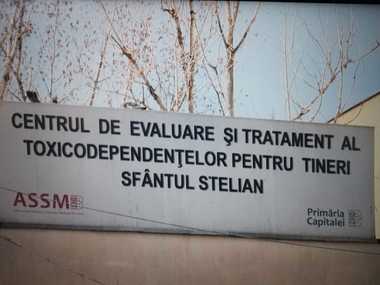 CENTRUL DE EVALUARE ŞI TRATAMENT AL
TOXICODEPENDENŢELOR PENTRU TINERI
SFÂNTUL STELIAN
ASSM
Primăria
Capitalei